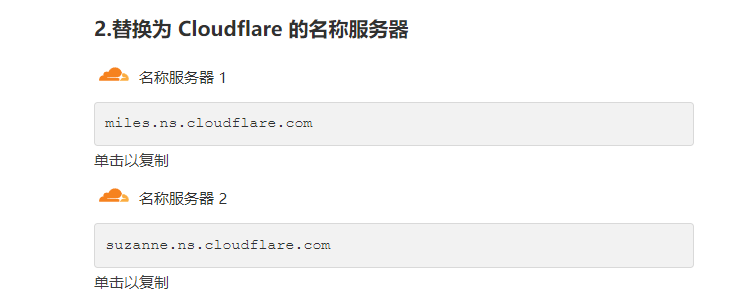 2.替换为 Cloudflare 的名称服务器
名称服务器 1
miles.ns.cloudflare.com
单击以复制
名称服务器 2
suzanne.ns.cloudflare.com
单击以复制